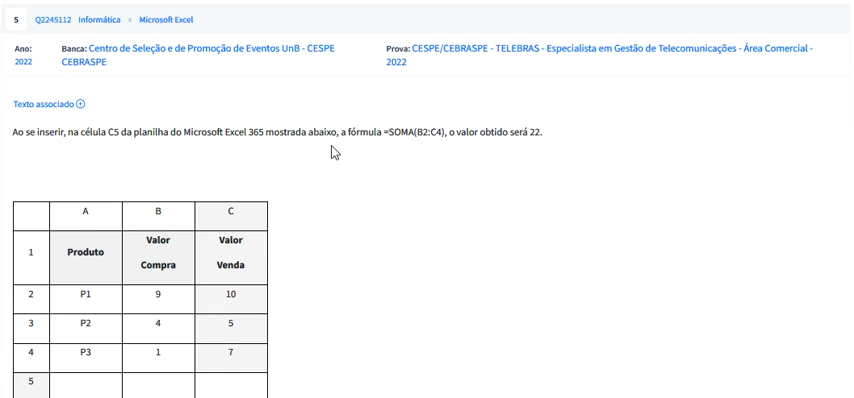 5 Q2245112 Informática › Microsoft Excel
Ano: Banca: Centro de Seleção e de Promoção de Eventos UnB - CESPE Prova: CESPE/CEBRASPE - TELEBRAS - Especialista em Gestão de Telecomunicações - Área Comercial -
2022 CEBRASPE 2022
Texto associado
Ao se inserir, na célula C5 da planilha do Microsoft Excel 365 mostrada abaixo, a fórmula =SOMA(B2:C4), o valor obtido será 22.
A B C
1 Produto Valor Compra Valor Venda
2 P1 9 10
3 P2 4 5
4 P3 1 7
5